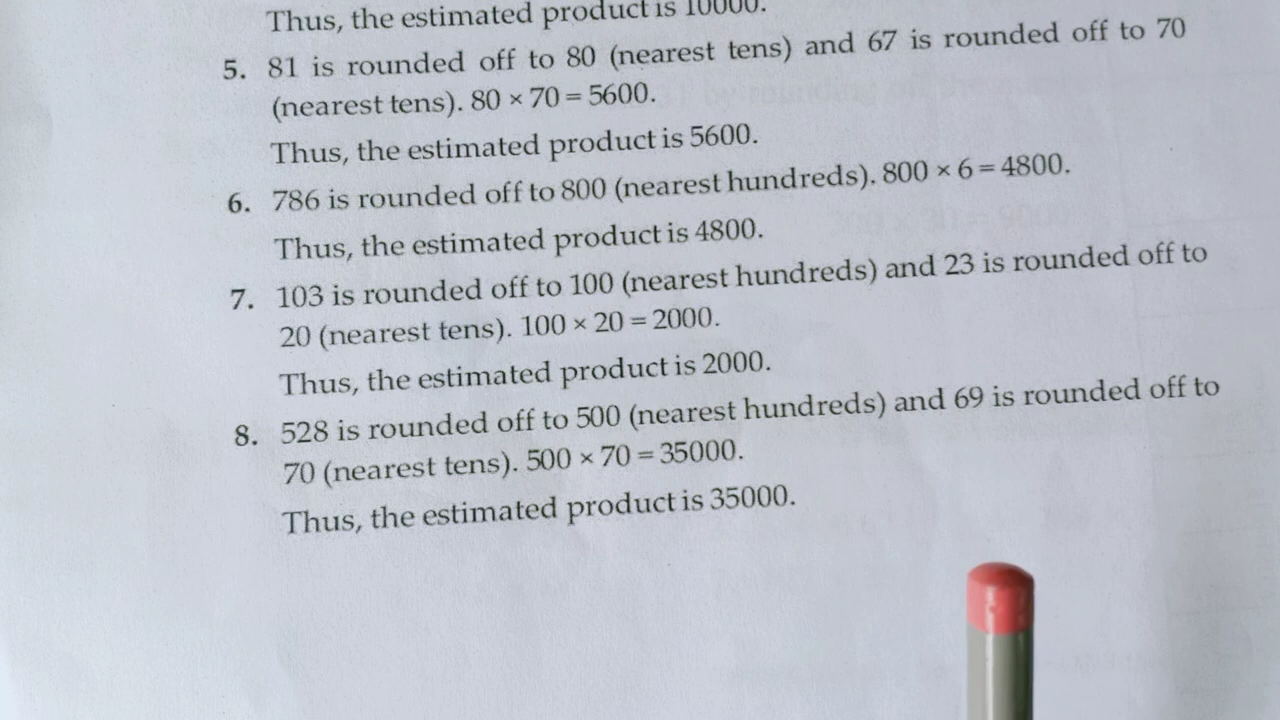 Thus, the estimated product is 10000.
5. 81 is rounded off to 80 (nearest tens) and 67 is rounded off to 70
(nearest tens). 80 × 70 = 5600.
Thus, the estimated product is 5600.
6. 786 is rounded off to 800 (nearest hundreds). 800 × 6 = 4800.
Thus, the estimated product is 4800.
7. 103 is rounded off to 100 (nearest hundreds) and 23 is rounded off to
20 (nearest tens). 100 × 20 = 2000.
Thus, the estimated product is 2000.
8. 528 is rounded off to 500 (nearest hundreds) and 69 is rounded off to
70 (nearest tens). 500 × 70 = 35000.
Thus, the estimated product is 35000.